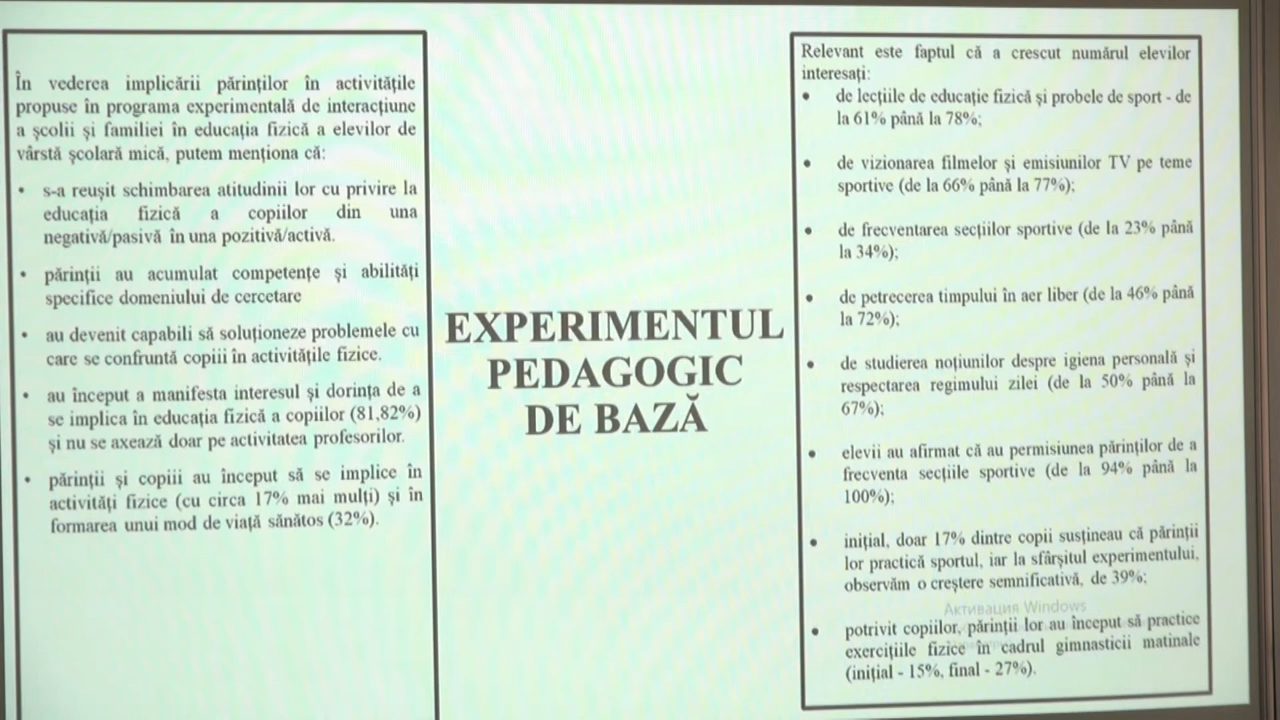 În vederea implicării părinților în activitățile
propuse în programa experimentală de interacțiune
a școlii și familiei în educația fizică a elevilor de
vârstă școlară mică, putem menționa că:
• s-a reușit schimbarea atitudinii lor cu privire la
educația fizică a copiilor din una
negativă/pasivă în una pozitivă/activă.
• părinții au acumulat competențe și abilități
specifice domeniului de cercetare
• au devenit capabili să soluționeze problemele cu
care se confruntă copiii în activitățile fizice.
• au început a manifesta interesul și dorința de a
se implica în educația fizică a copiilor (81,82%)
și nu se axează doar pe activitatea profesorilor.
• părinții și copiii au început să se implice în
activități fizice (cu circa 17% mai mulți) și în
formarea unui mod de viață sănătos (32%).
EXPERIMENTUL
PEDAGOGIC
DE BAZĂ
Relevant este faptul că a crescut numărul elevilor
interesați:
• de lecțiile de educație fizică și probele de sport - de
la 61% până la 78%;
• de vizionarea filmelor și emisiunilor TV pe teme
sportive (de la 66% până la 77%);
• de frecventarea secțiilor sportive (de la 23% până
la 34%);
• de petrecerea timpului în aer liber (de la 46% până
la 72%);
• de studierea noțiunilor despre igiena personală și
respectarea regimului zilei (de la 50% până la
67%);
• elevii au afirmat că au permisiunea părinților de a
frecventa secțiile sportive (de la 94% până la
100%);
• inițial, doar 17% dintre copii susțineau că părinții
lor practică sportul, iar la sfârșitul experimentului,
observăm o creștere semnificativă, de 39%;
Активация Windows
• potrivit copiilor, părinții lor au început să practice
exercițiile fizice în cadrul gimnasticii matinale
(inițial - 15%, final - 27%).